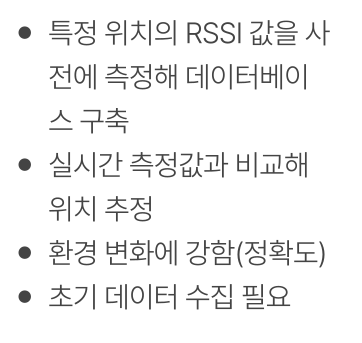 • 특정 위치의 RSSI 값을 사
전에 측정해 데이터베이
스 구축
• 실시간 측정값과 비교해
위치 추정
• 환경 변화에 강함(정확도)
• 초기 데이터 수집 필요